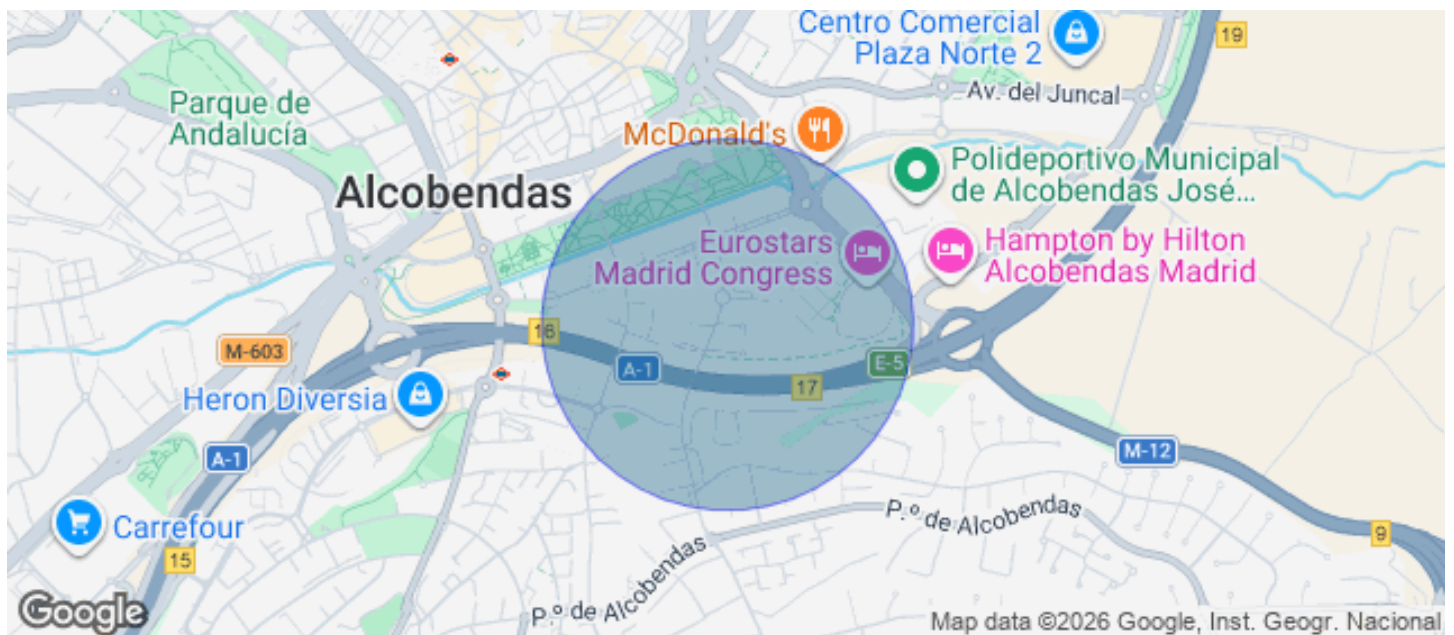 Centro Comercial
Plaza Norte 2
19
Av. del Juncal
Parque de
Andalucía
McDonald's
Polideportivo Municipal
de Alcobendas José...
Alcobendas
Eurostars
Madrid Congress
Hampton by Hilton
Alcobendas Madrid
16
M-603
A-1
E-5
17
Heron Diversia
A-1
M-12
Carrefour
15
P.º de Alcobendas
9
P.º de Alcobendas
Google
Map data ©2026 Google, Inst. Geogr. Nacional